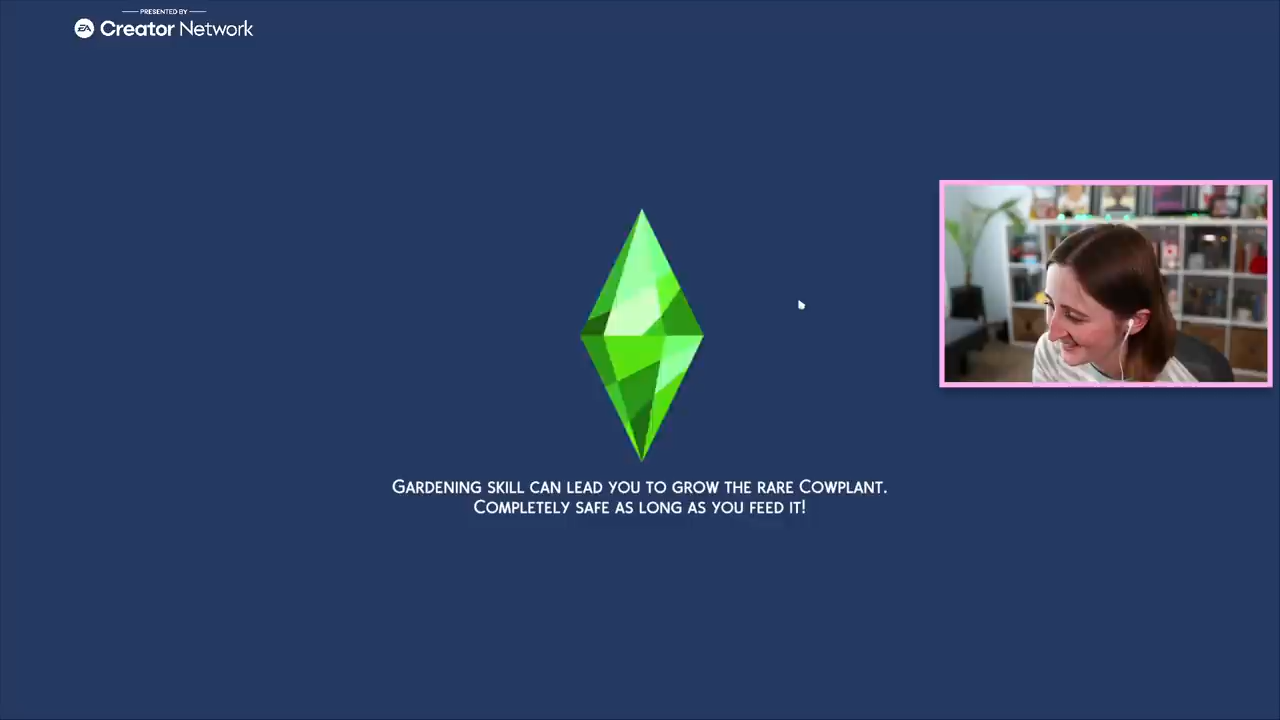 PRESENTED BY
EA Creator Network
GARDENING SKILL CAN LEAD YOU TO GROW THE RARE COWPLANT.
COMPLETELY SAFE AS LONG AS YOU FEED IT!